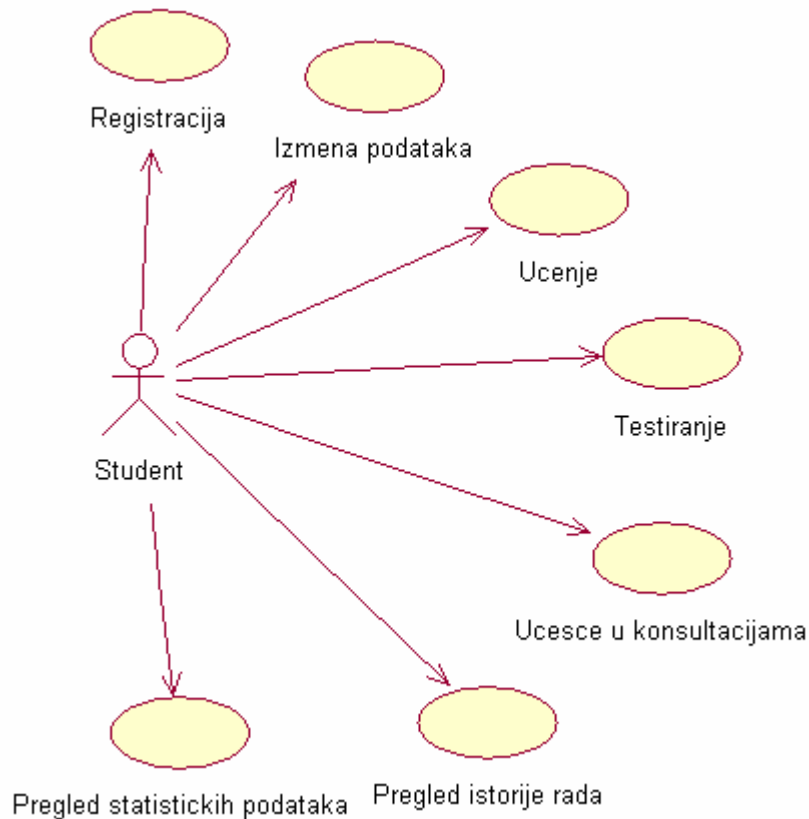 Registracija
Izmena podataka
Ucenje
Testiranje
Student
Ucesce u konsultacijama
Pregled istorije rada
Pregled statistickih podataka